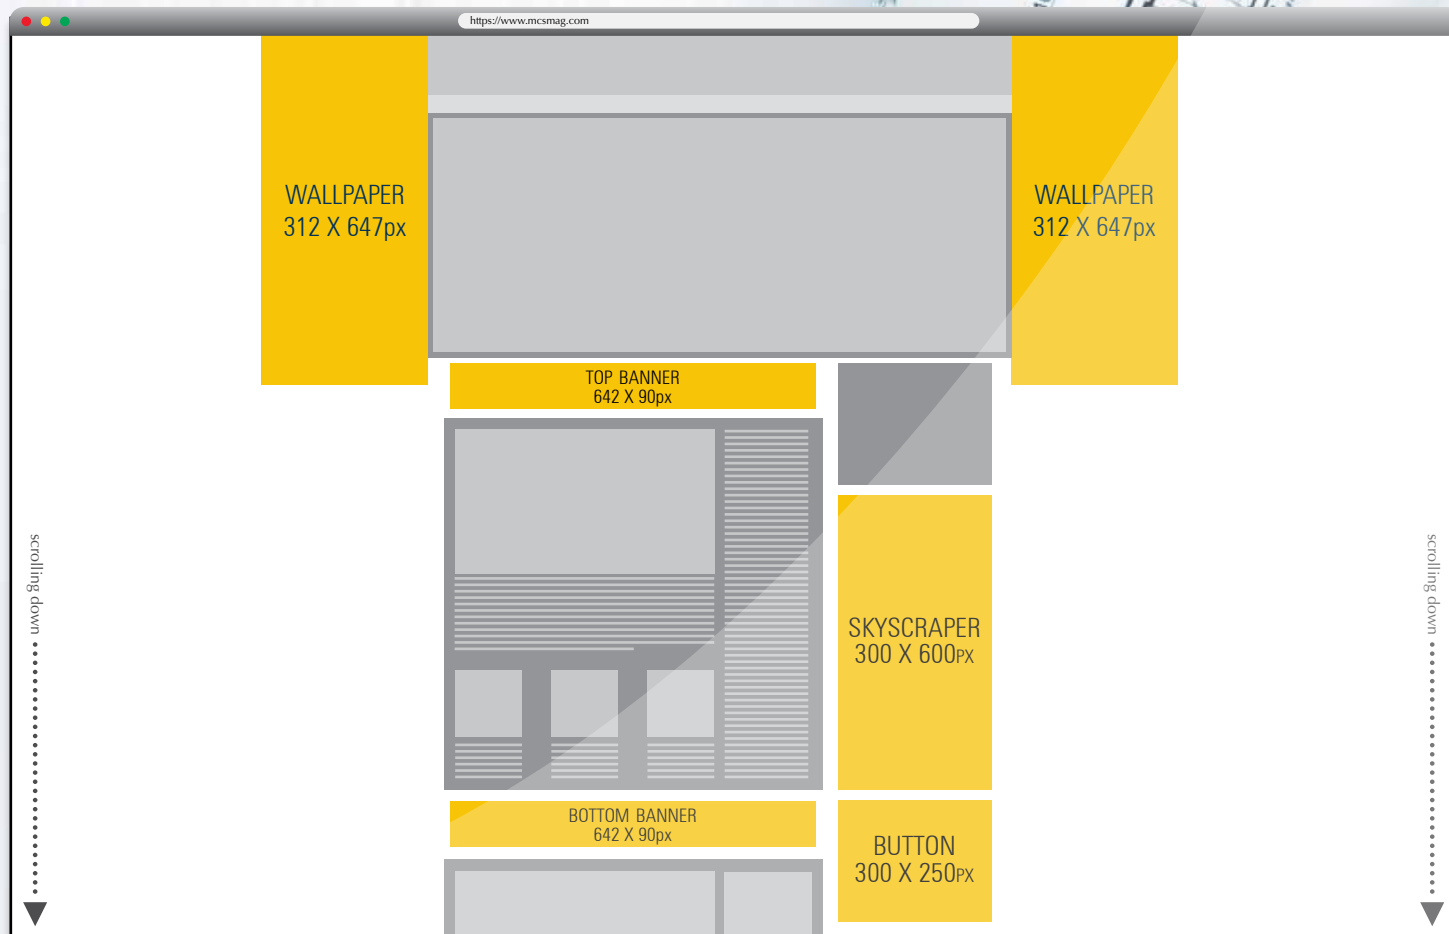 https://www.mcsmag.com
WALLPAPER
312 X 647px
WALLPAPER
312 X 647px
TOP BANNER
642 X 90px
scrolling down
SKYSCRAPER
300 X 600PX
scrolling down
BOTTOM BANNER
642 X 90px
BUTTON
300 X 250PX